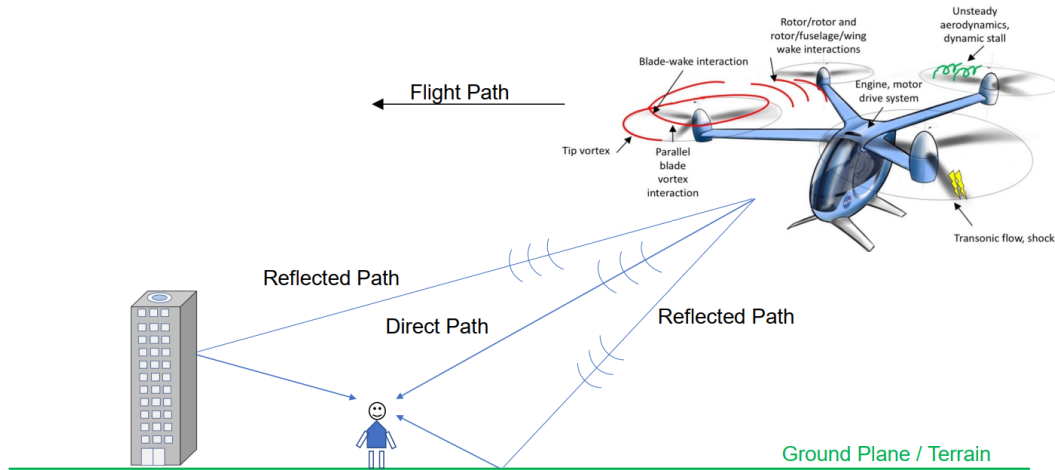 Unsteady
aerodynamics,
dynamic stall
Rotor/rotor and
rotor/fuselage/wing
wake interactions
Blade-wake interaction
Engine, motor
drive system
Flight Path
Tip vortex
Parallel
blade
vortex
interaction
Transonic flow, shock
Reflected Path
Direct Path
Reflected Path
Ground Plane / Terrain